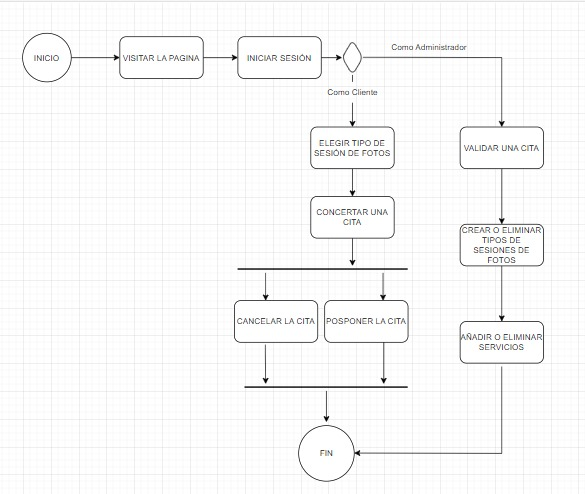 INICIO
VISITAR LA PAGINA
INICIAR SESIÓN
Como Administrador
Como Cliente
ELEGIR TIPO DE
SESIÓN DE FOTOS
VALIDAR UNA CITA
CONCERTAR UNA
CITA
CREAR O ELIMINAR
TIPOS DE
SESIONES DE
FOTOS
CANCELAR LA CITA
POSPONER LA CITA
AÑADIR O ELIMINAR
SERVICIOS
FIN